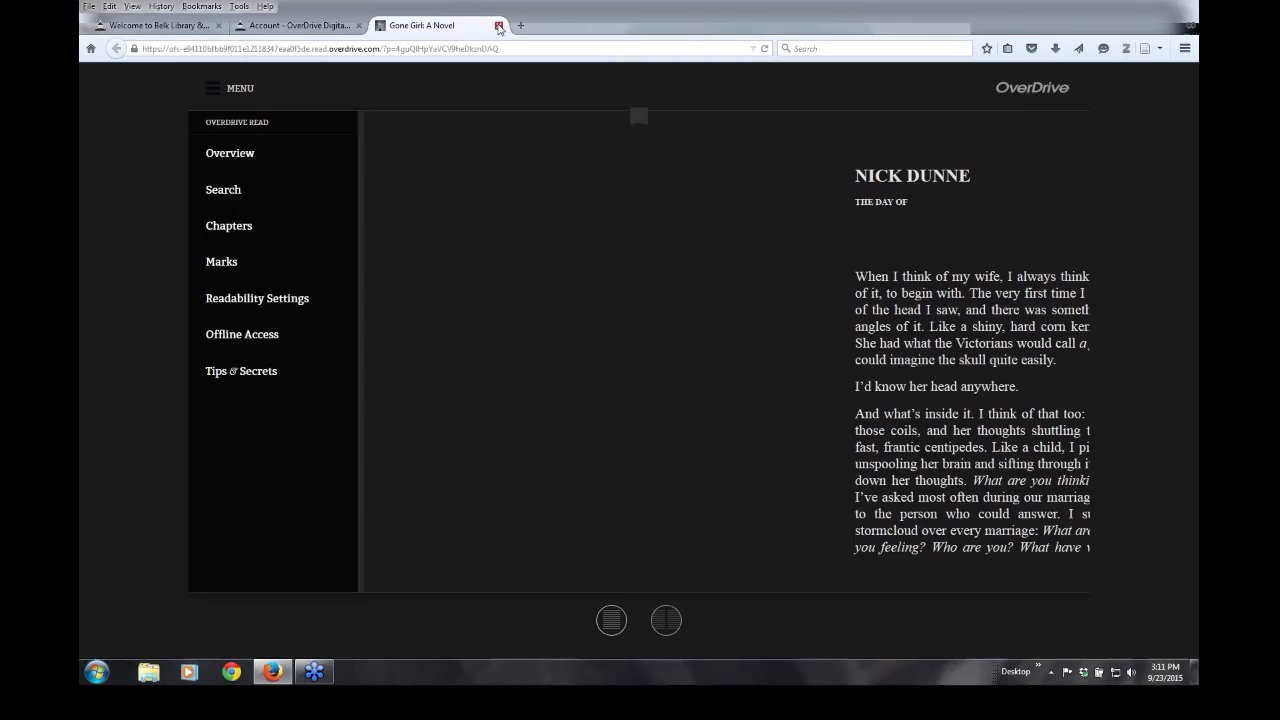 File Edit View History Bookmarks Tools Help
Welcome to Belk Library &... Account - OverDrive Digita... Gone Girl: A Novel
https://ofs-e94110bfbb9f011e12118347eaa0f5de.read.overdrive.com/?p=4guQIHpYaVCV9heDkznDAQ Search
MENU OverDrive
OVERDRIVE READ
Overview
Search
Chapters
Marks
Readability Settings
Offline Access
Tips & Secrets
NICK DUNNE
THE DAY OF
When I think of my wife, I always think
of it, to begin with. The very first time I
of the head I saw, and there was someth
angles of it. Like a shiny, hard corn ker
She had what the Victorians would call a
could imagine the skull quite easily.
I'd know her head anywhere.
And what's inside it. I think of that too:
those coils, and her thoughts shuttling t
fast, frantic centipedes. Like a child, I pi
unspooling her brain and sifting through i
down her thoughts. What are you thinki
I've asked most often during our marriag
to the person who could answer. I su
stormcloud over every marriage: What are
you feeling? Who are you? What have
Desktop 3:11 PM
9/23/2015